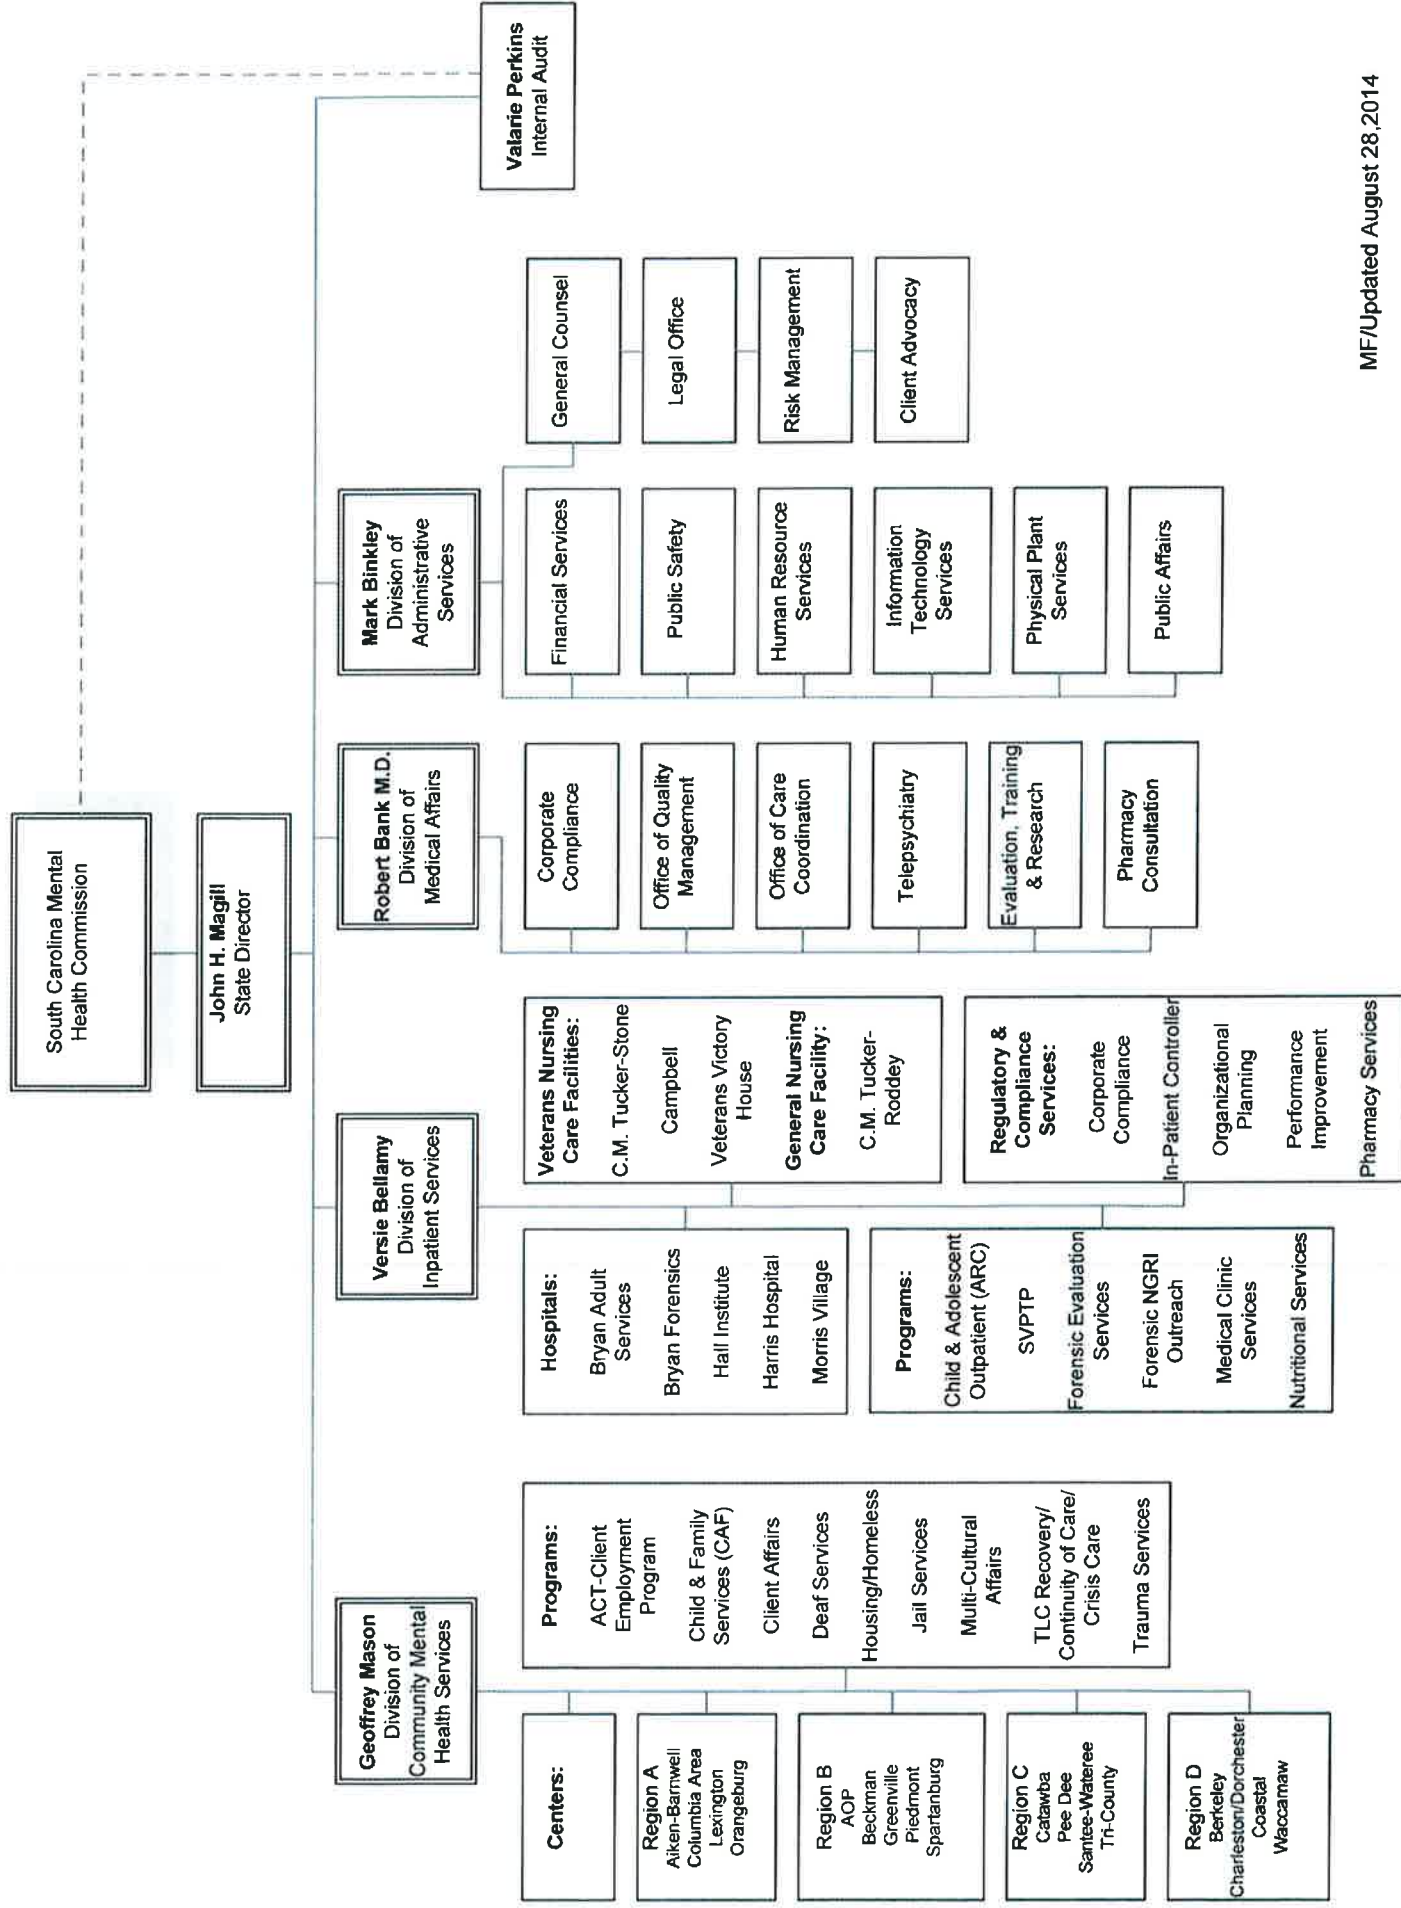 South Carolina Mental
Health Commission
John H. Magill
State Director
Valarie Perkins
Internal Audit
Geoffrey Mason
Division of
Community Mental
Health Services
Centers:
Region A
Aiken-Barnwell
Columbia Area
Lexington
Orangeburg
Region B
AOP
Beckman
Greenville
Piedmont
Spartanburg
Region C
Catawba
Pee Dee
Santee-Wateree
Tri-County
Region D
Berkeley
Charleston/Dorchester
Coastal
Waccamaw
Programs:
ACT-Client
Employment
Program
Child & Family
Services (CAF)
Client Affairs
Deaf Services
Housing/Homeless
Jail Services
Multi-Cultural
Affairs
TLC Recovery/
Continuity of Care/
Crisis Care
Trauma Services
Versie Bellamy
Division of
Inpatient Services
Hospitals:
Bryan Adult
Services
Bryan Forensics
Hall Institute
Harris Hospital
Morris Village
Programs:
Child & Adolescent
Outpatient (ARC)
SVPTP
Forensic Evaluation
Services
Forensic NGRI
Outreach
Medical Clinic
Services
Nutritional Services
Veterans Nursing
Care Facilities:
C.M. Tucker-Stone
Campbell
Veterans Victory
House
General Nursing
Care Facility:
C.M. Tucker-
Roddey
Regulatory &
Compliance
Services:
Corporate
Compliance
In-Patient Controller
Organizational
Planning
Performance
Improvement
Pharmacy Services
Robert Bank M.D.
Division of
Medical Affairs
Corporate
Compliance
Office of Quality
Management
Office of Care
Coordination
Telepsychiatry
Evaluation, Training
& Research
Pharmacy
Consultation
Mark Binkley
Division of
Administrative
Services
Financial Services
Public Safety
Human Resource
Services
Information
Technology
Services
Physical Plant
Services
Public Affairs
General Counsel
Legal Office
Risk Management
Client Advocacy
MF/Updated August 28,2014